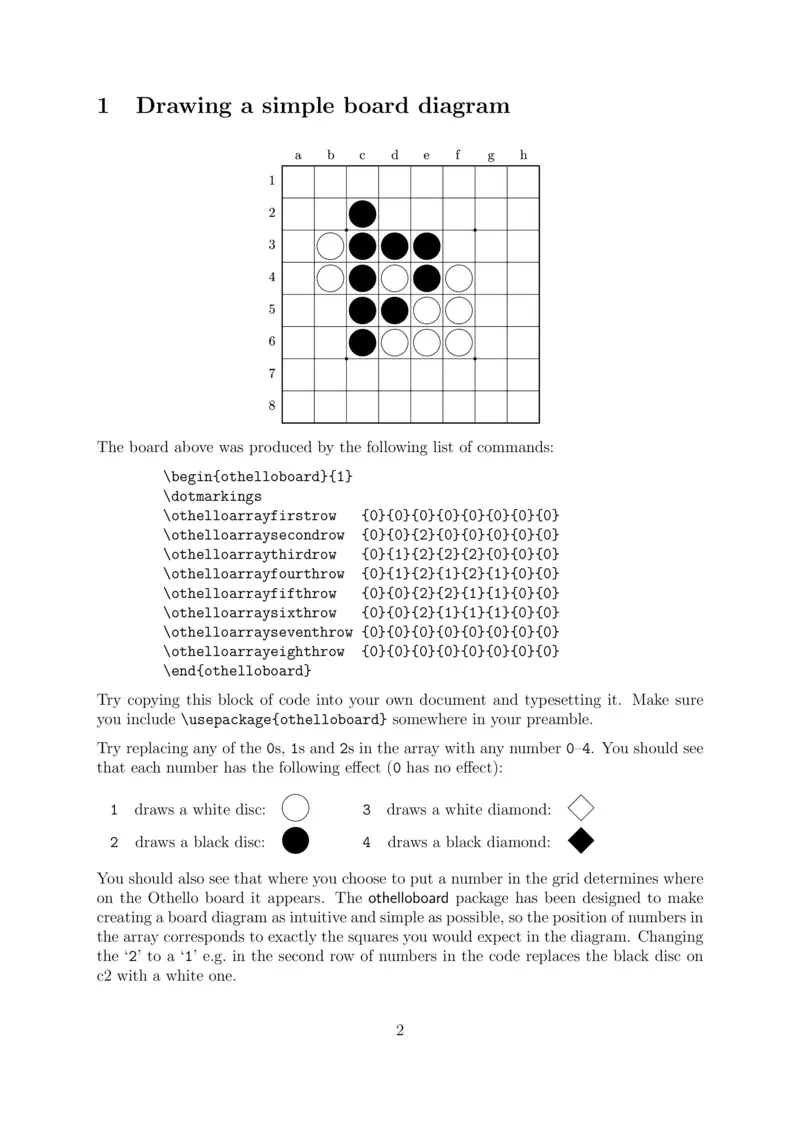 1 Drawing a simple board diagram
a b c d e f g h
1
2
3
4
5
6
7
8
The board above was produced by the following list of commands:
\begin{othelloboard}{1}
\dotmarkings
\othelloarrayfirstrow {0}{0}{0}{0}{0}{0}{0}{0}
\othelloarraysecondrow {0}{0}{2}{0}{0}{0}{0}{0}
\othelloarraythirdrow {0}{1}{2}{2}{2}{0}{0}{0}
\othelloarrayfourthrow {0}{1}{2}{1}{2}{1}{0}{0}
\othelloarrayfifthrow {0}{0}{2}{2}{1}{1}{0}{0}
\othelloarraysixthrow {0}{0}{2}{1}{1}{1}{0}{0}
\othelloarrayseventhrow {0}{0}{0}{0}{0}{0}{0}{0}
\othelloarrayeighthrow {0}{0}{0}{0}{0}{0}{0}{0}
\end{othelloboard}
Try copying this block of code into your own document and typesetting it. Make sure
you include \usepackage{othelloboard} somewhere in your preamble.
Try replacing any of the 0s, 1s and 2s in the array with any number 0–4. You should see
that each number has the following effect (0 has no effect):
1 draws a white disc: 3 draws a white diamond:
2 draws a black disc: 4 draws a black diamond:
You should also see that where you choose to put a number in the grid determines where
on the Othello board it appears. The othelloboard package has been designed to make
creating a board diagram as intuitive and simple as possible, so the position of numbers in
the array corresponds to exactly the squares you would expect in the diagram. Changing
the ‘2’ to a ‘1’ e.g. in the second row of numbers in the code replaces the black disc on
c2 with a white one.
2